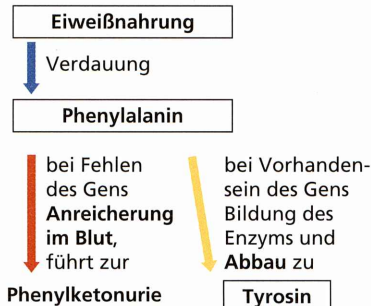 Eiweißnahrung
Verdauung
Phenylalanin
bei Fehlen
des Gens
Anreicherung
im Blut,
führt zur
Phenylketonurie
bei Vorhanden-
sein des Gens
Bildung des
Enzyms und
Abbau zu
Tyrosin